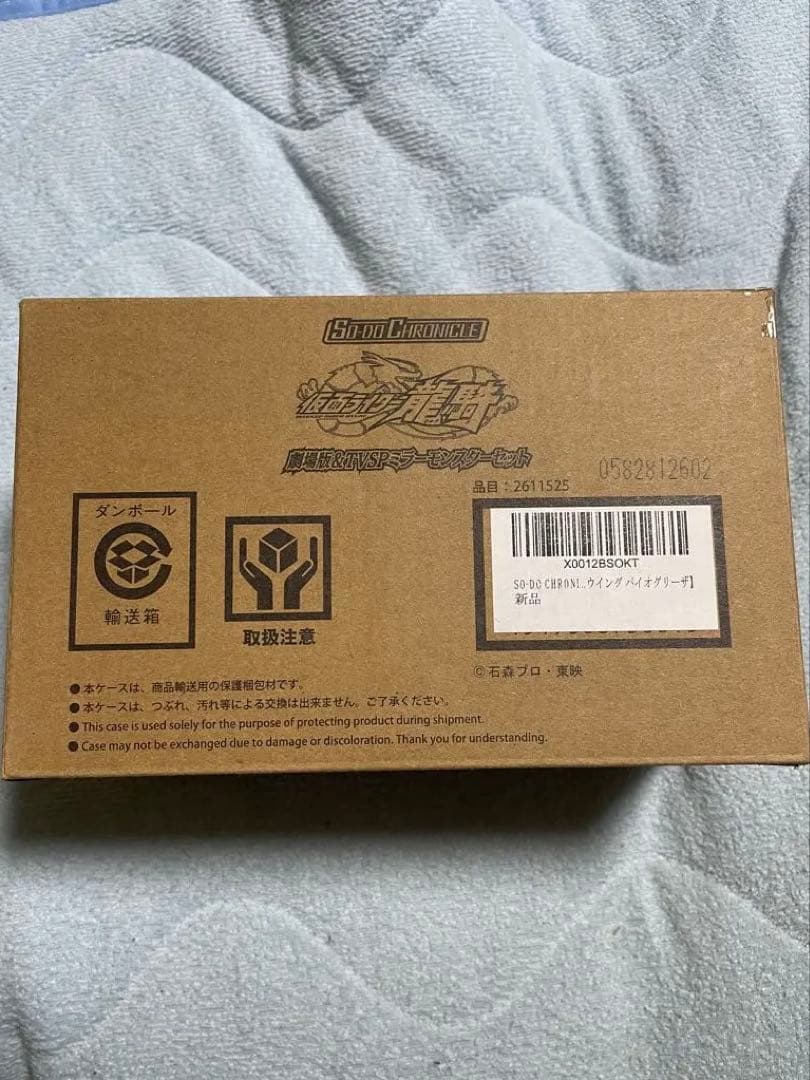 SO-DO CHRONICLE
仮面ライダー龍騎
劇場版&TVSPミラーモンスターセット
0582812602
品目：2611525
ダンボール
輸送箱
取扱注意
X0012BSOKT
SO-DO CHRONI...ウイング バイオグリーザ】
新品
©石森プロ・東映
● 本ケースは、商品輸送用の保護梱包材です。
● 本ケースは、つぶれ、汚れ等による交換は出来ません。ご了承ください。
● This case is used solely for the purpose of protecting product during shipment.
● Case may not be exchanged due to damage or discoloration. Thank you for understanding.